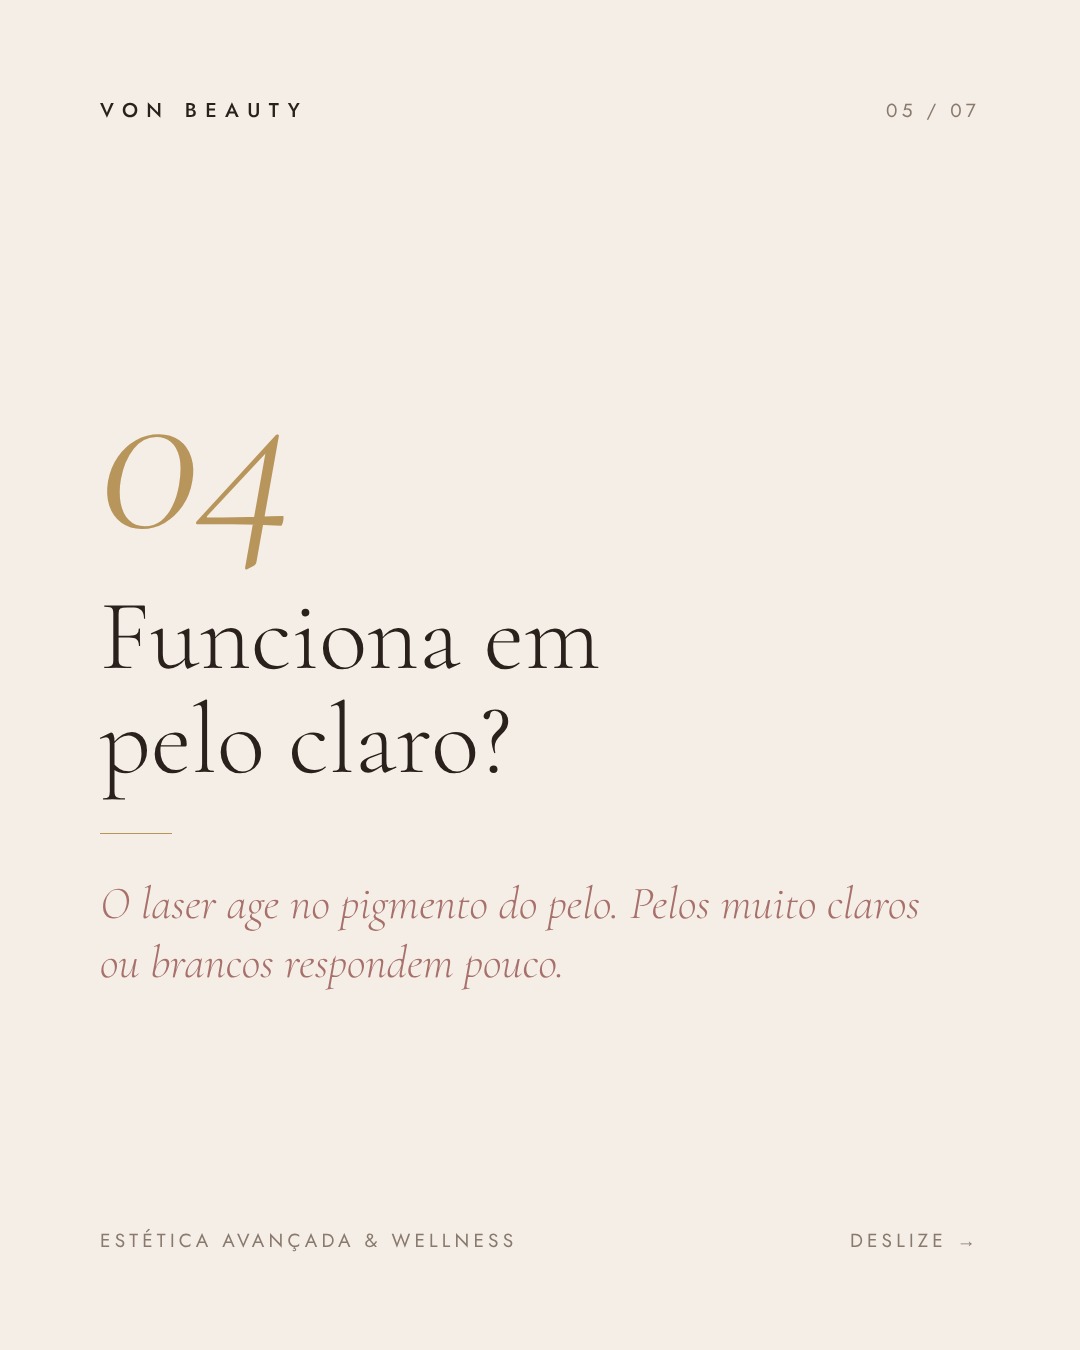 VON BEAUTY
05 / 07
04
Funciona em
pelo claro?
O laser age no pigmento do pelo. Pelos muito claros
ou brancos respondem pouco.
ESTÉTICA AVANÇADA & WELLNESS
DESLIZE →